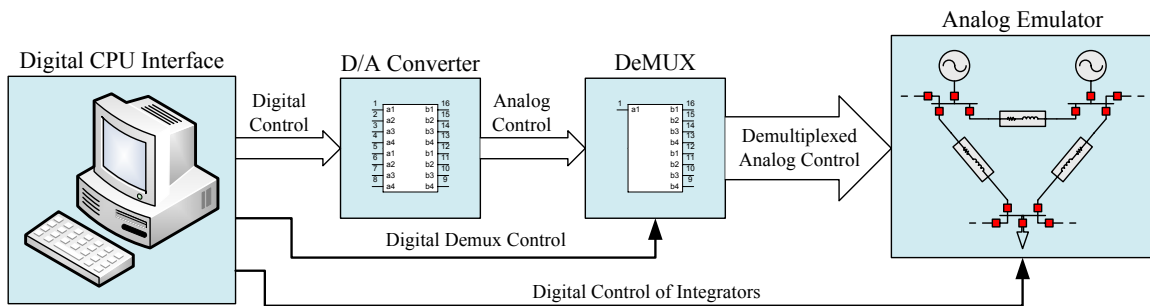 Analog Emulator
Digital CPU Interface
D/A Converter
DeMUX
Digital
Control
Analog
Control
Demultiplexed
Analog Control
1 a1 b1 16
2 a2 b2 15
3 a3 b3 14
4 a4 b4 13
5 a1 b1 12
6 a2 b2 11
7 a3 b3 10
8 a4 b4 9
1 a1 b1 16
b2 15
b3 14
b4 13
b1 12
b2 11
b3 10
b4 9
Digital Demux Control
Digital Control of Integrators